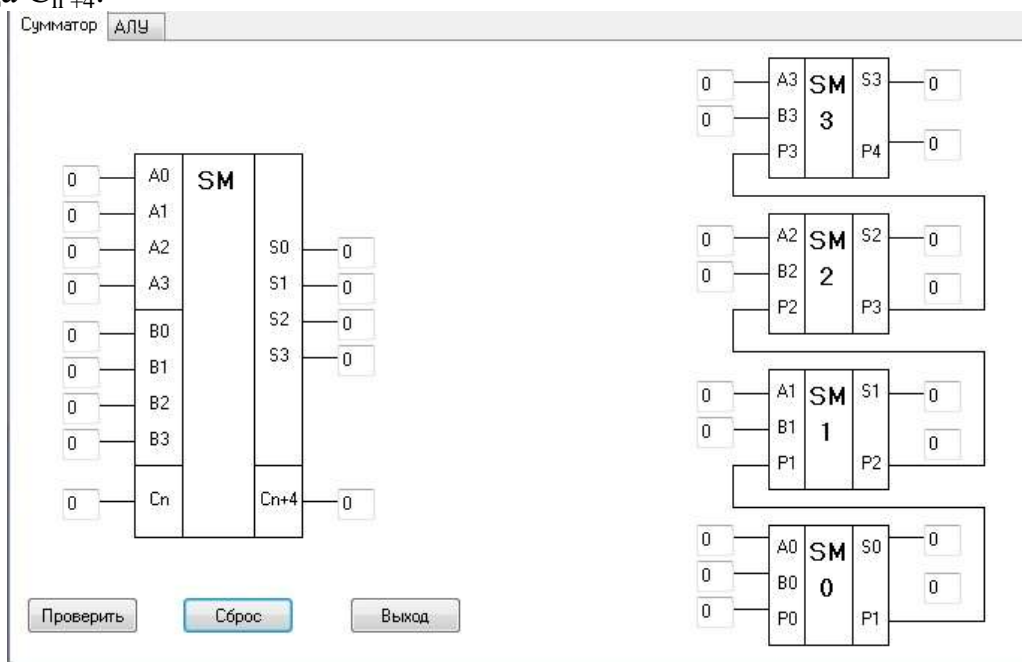 да Cn+4.
Сумматор АЛУ
0 A0 SM
0 A1
0 A2 S0 0
0 A3 S1 0
0 B0 S2 0
0 B1 S3 0
0 B2
0 B3
0 Cn Cn+4 0
0 A3 SM S3 0
0 B3 3
P3 P4 0
0 A2 SM S2 0
0 B2 2 0
P2 P3
0 A1 SM S1 0
0 B1 1 0
P1 P2
0 A0 SM S0 0
0 B0 0 0
0 P0 P1
Проверить Сброс Выход